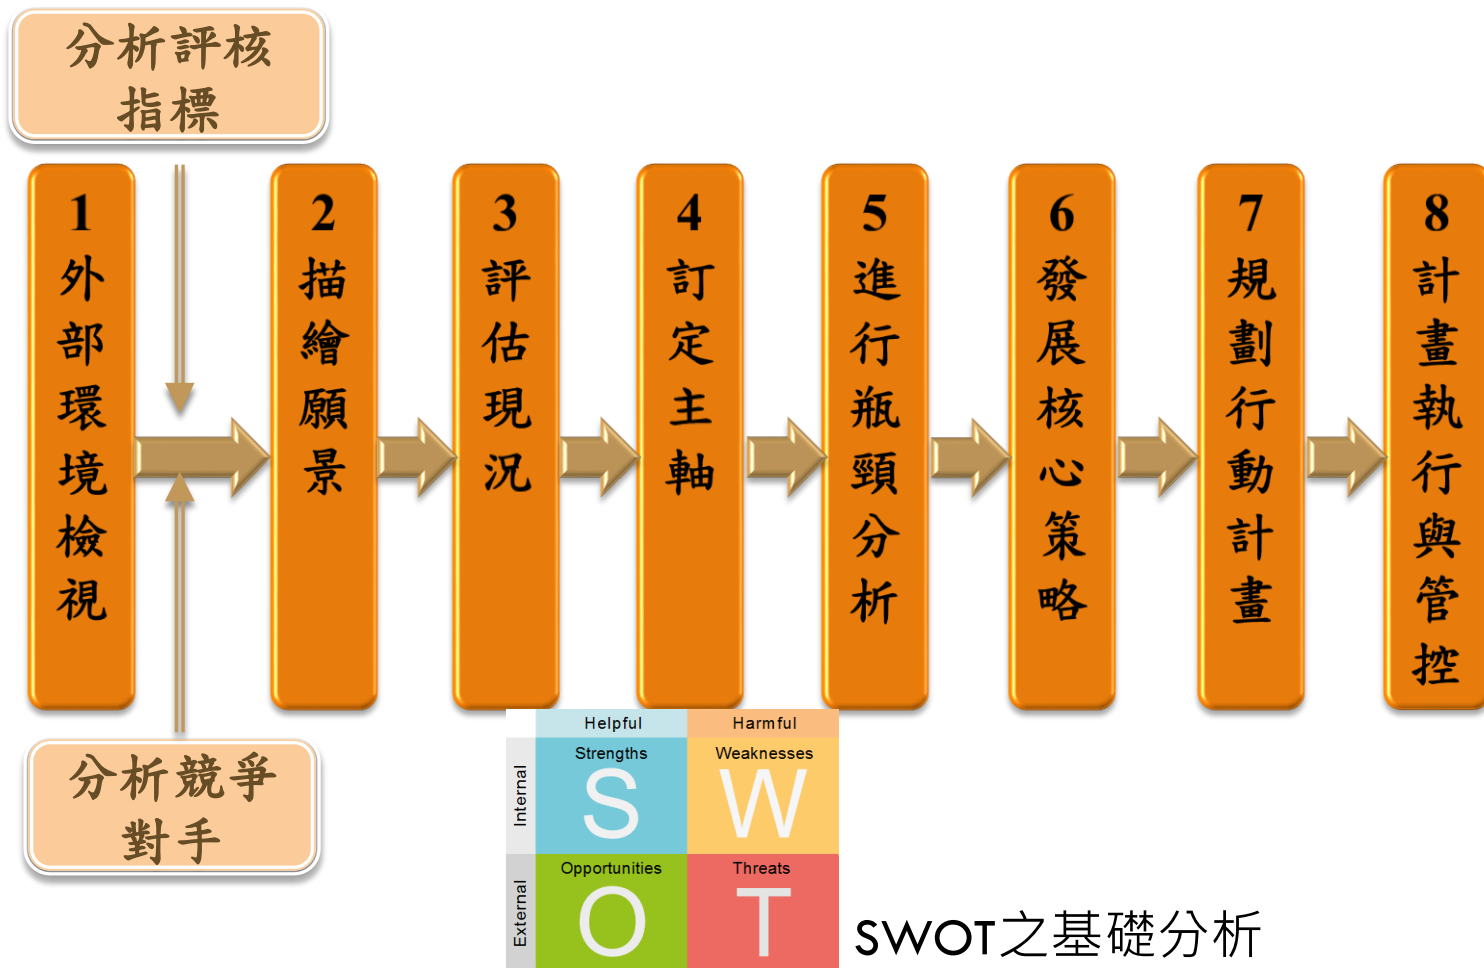 分析評核
指標
1
外部環境檢視
2
描繪願景
3
評估現況
4
訂定主軸
5
進行瓶頸分析
6
發展核心策略
7
規劃行動計畫
8
計畫執行與管控
分析競爭
對手
Helpful
Harmful
Internal
Strengths
S
Weaknesses
W
External
Opportunities
O
Threats
T
SWOT之基礎分析